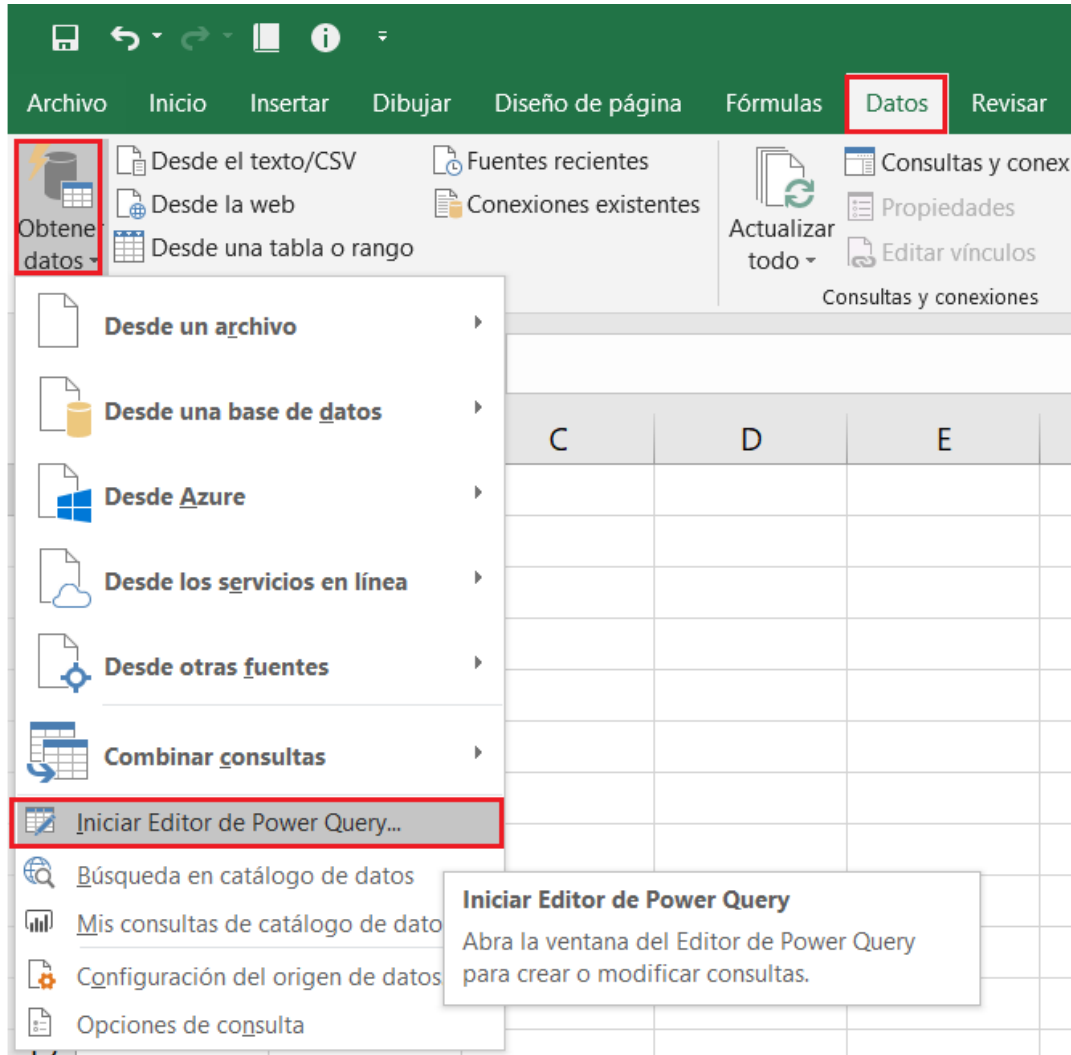 Archivo Inicio Insertar Dibujar Diseño de página Fórmulas Datos Revisar
Obtener
datos
Desde el texto/CSV
Desde la web
Desde una tabla o rango
Fuentes recientes
Conexiones existentes
Actualizar
todo
Consultas y conex
Propiedades
Editar vínculos
Consultas y conexiones
Desde un archivo
Desde una base de datos
Desde Azure
Desde los servicios en línea
Desde otras fuentes
Combinar consultas
Iniciar Editor de Power Query...
Búsqueda en catálogo de datos
Mis consultas de catálogo de dato
Configuración del origen de datos
Opciones de consulta
C D E
Iniciar Editor de Power Query
Abra la ventana del Editor de Power Query
para crear o modificar consultas.